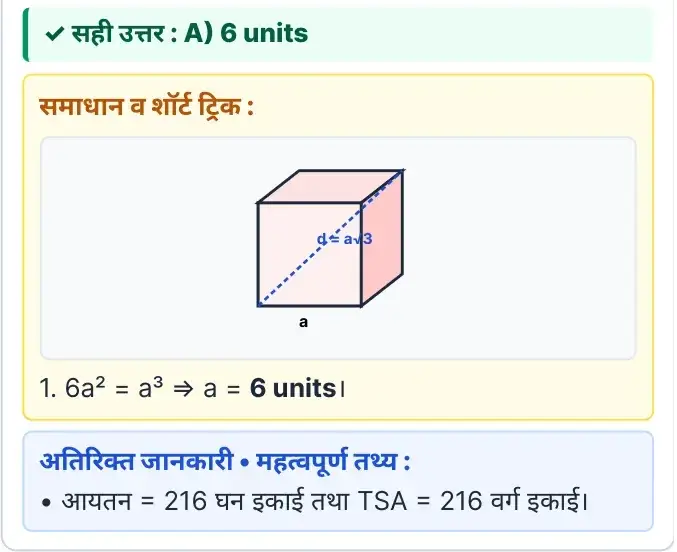 ✓ सही उत्तर : A) 6 units
समाधान व शॉर्ट ट्रिक :
d = a√3
a
1. 6a² = a³ ⇒ a = 6 units।
अतिरिक्त जानकारी • महत्वपूर्ण तथ्य :
• आयतन = 216 घन इकाई तथा TSA = 216 वर्ग इकाई।